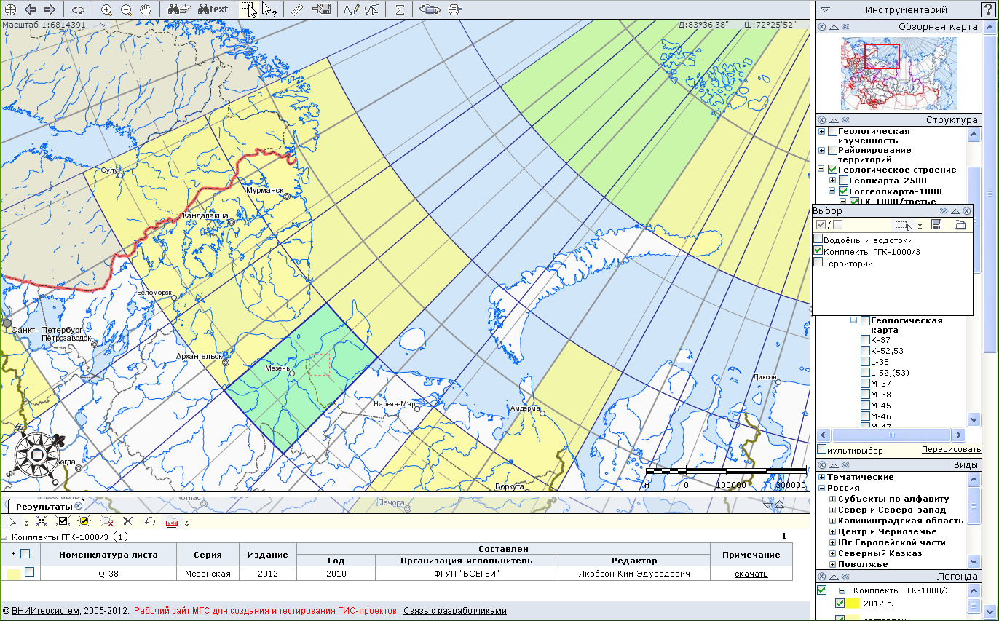 text
?
Инструментарий
?
Масштаб 1:6814391
Д:83°36'38" Ш:72°25'52"
Обзорная карта
Структура
Геологическая
изученность
Районирование
территорий
Геологическое строение
Геолкарта-2500
Госгеолкарта-1000
ГК-1000/третье
Выбор
/
Водоёмы и водотоки
Комплекты ГГК-1000/3
Территории
Геологическая
карта
K-37
K-52,53
L-38
L-52,(53)
M-37
M-38
M-45
M-46
M-47
мультивыбор
Перерисовать
Виды
Тематические
Россия
Субъекты по алфавиту
Север и Северо-запад
Калининградская область
Центр и Черноземье
Юг Европейской части
Северный Кавказ
Поволжье
Легенда
Комплекты ГГК-1000/3
2012 г.
Оулу
Мурманск
Кандалакша
Беломорск
Санкт- Петербург
Петрозаводск
Архангельск
Мезень
Нарьян-Мар
Амдерма
Диксон
N
S
O
Воркута
м 0 100000 300000
Котлас
Печора
Результаты
PDF
Комплекты ГГК-1000/3 (1)
1
*
Номенклатура листа
Серия
Издание
Составлен
Год
Организация-испольнитель
Редактор
Примечание
Q-38 Мезенская 2012 2010 ФГУП "ВСЕГЕИ" Якобсон Ким Эдуардович скачать
© ВНИИгеосистем, 2005-2012. Рабочий сайт МГС для создания и тестирования ГИС-проектов. Связь с разработчиками